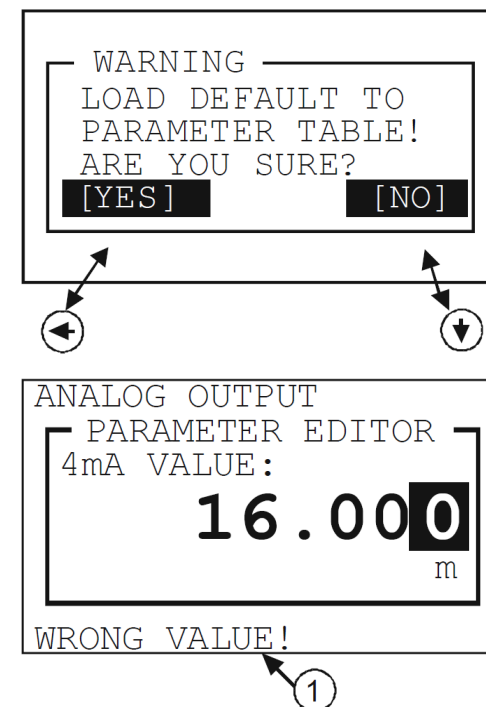 WARNING
LOAD DEFAULT TO
PARAMETER TABLE!
ARE YOU SURE?
[YES] [NO]
ANALOG OUTPUT
PARAMETER EDITOR
4mA VALUE:
16.000
m
WRONG VALUE!
1